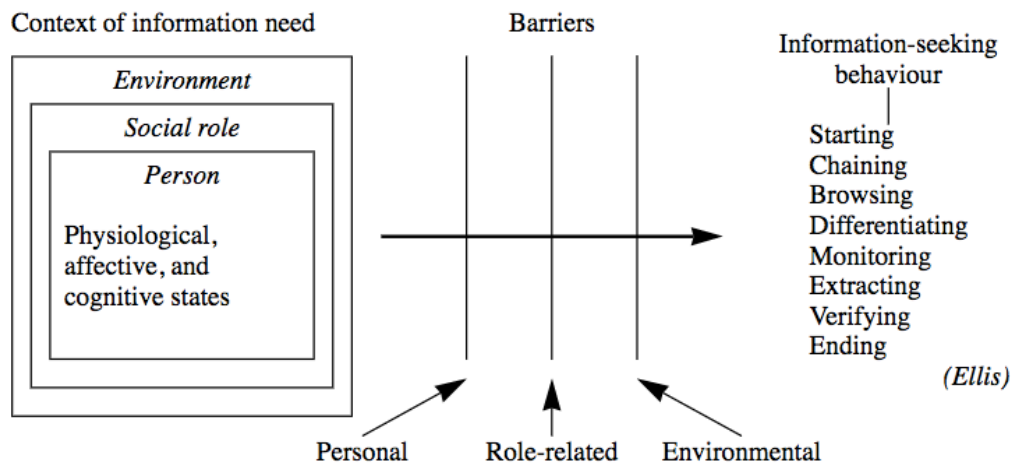 Context of information need
Barriers
Information-seeking
behaviour
Environment
Social role
Person
Physiological,
affective, and
cognitive states
Starting
Chaining
Browsing
Differentiating
Monitoring
Extracting
Verifying
Ending
(Ellis)
Personal
Role-related
Environmental